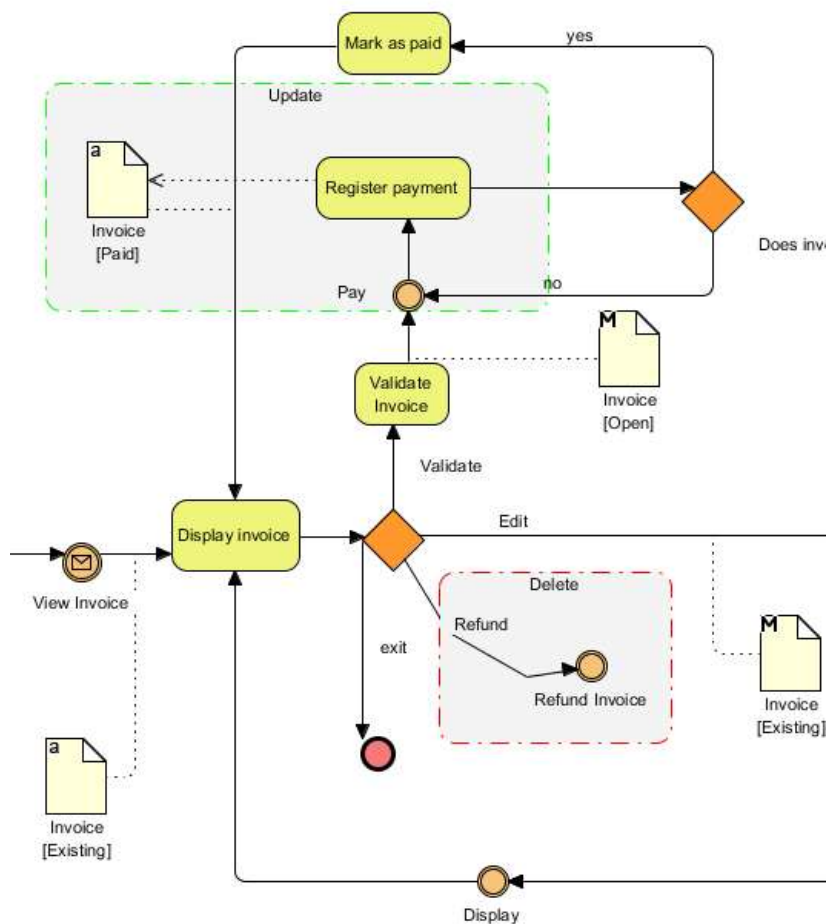 Mark as paid
yes
Update
a
Register payment
Invoice
[Paid]
Does inv
Pay
no
M
Validate
Invoice
Invoice
[Open]
Validate
Display invoice
Edit
View Invoice
Delete
Refund
exit
M
Refund Invoice
Invoice
[Existing]
a
Invoice
[Existing]
Display